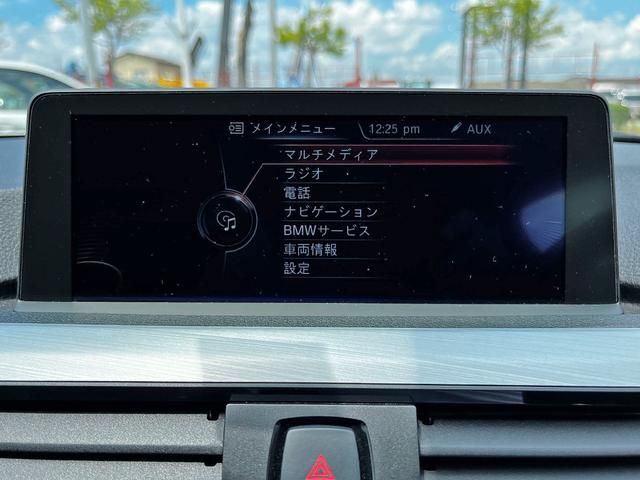 メインメニュー 12:25 pm AUX
マルチメディア
ラジオ
電話
ナビゲーション
BMWサービス
車両情報
設定